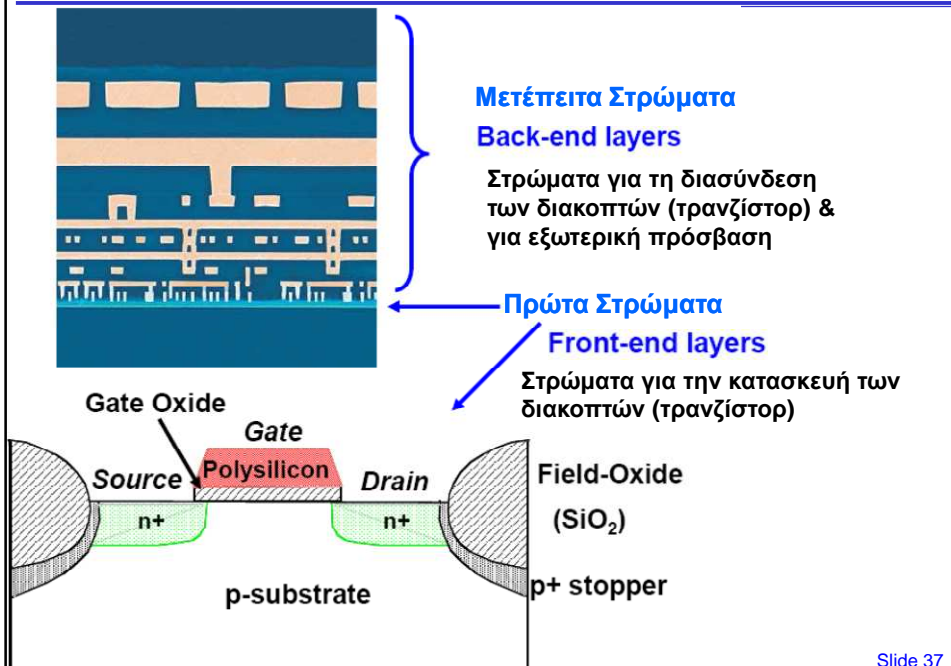 Μετέπειτα Στρώματα
Back-end layers
Στρώματα για τη διασύνδεση
των διακοπτών (τρανζίστορ) &
για εξωτερική πρόσβαση
Πρώτα Στρώματα
Front-end layers
Στρώματα για την κατασκευή των
διακοπτών (τρανζίστορ)
Gate Oxide
Gate
Source
Polysilicon
Drain
Field-Oxide
(SiO₂)
n+
n+
p-substrate
p+ stopper
Slide 37